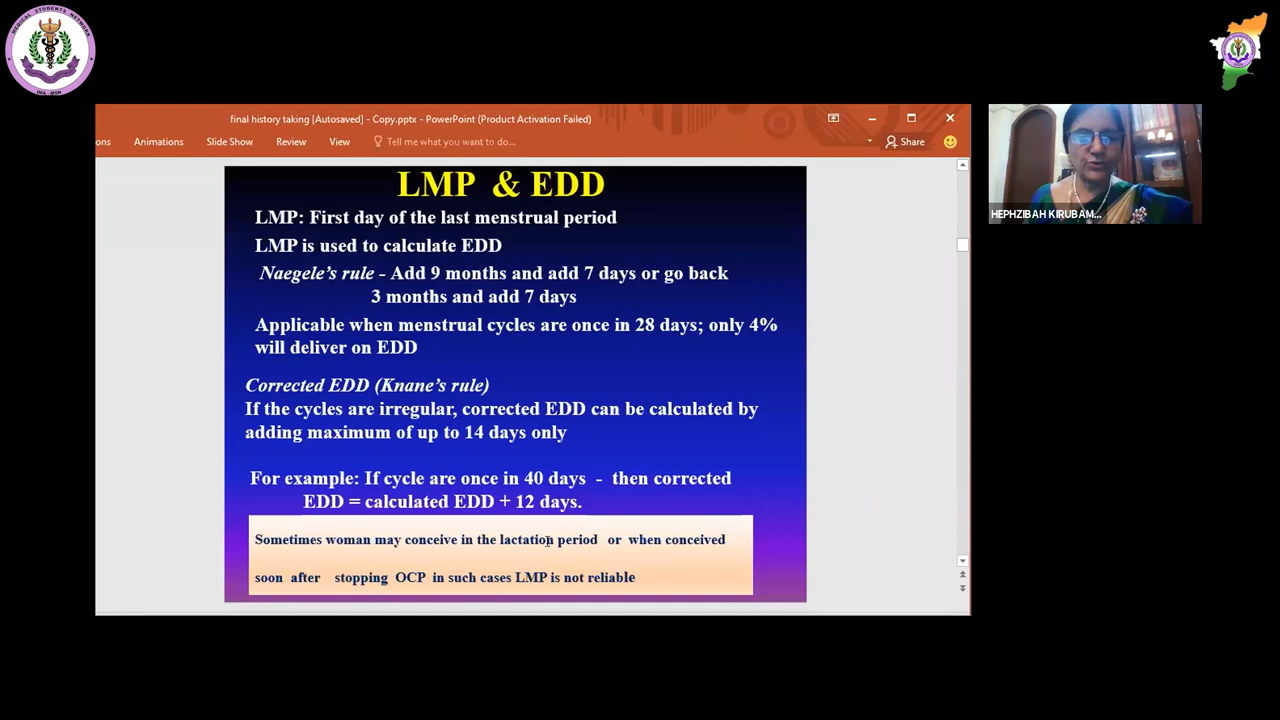 MEDICAL STUDENTS NETWORK
IMA - MSN
final history taking [Autosaved] - Copy.pptx - PowerPoint (Product Activation Failed)
ons Animations Slide Show Review View Tell me what you want to do... Share
LMP & EDD
LMP: First day of the last menstrual period
LMP is used to calculate EDD
Naegele's rule - Add 9 months and add 7 days or go back
3 months and add 7 days
Applicable when menstrual cycles are once in 28 days; only 4%
will deliver on EDD
Corrected EDD (Knane's rule)
If the cycles are irregular, corrected EDD can be calculated by
adding maximum of up to 14 days only
For example: If cycle are once in 40 days - then corrected
EDD = calculated EDD + 12 days.
Sometimes woman may conceive in the lactation period or when conceived
soon after stopping OCP in such cases LMP is not reliable
HEPHZIBAH KIRUBAM...